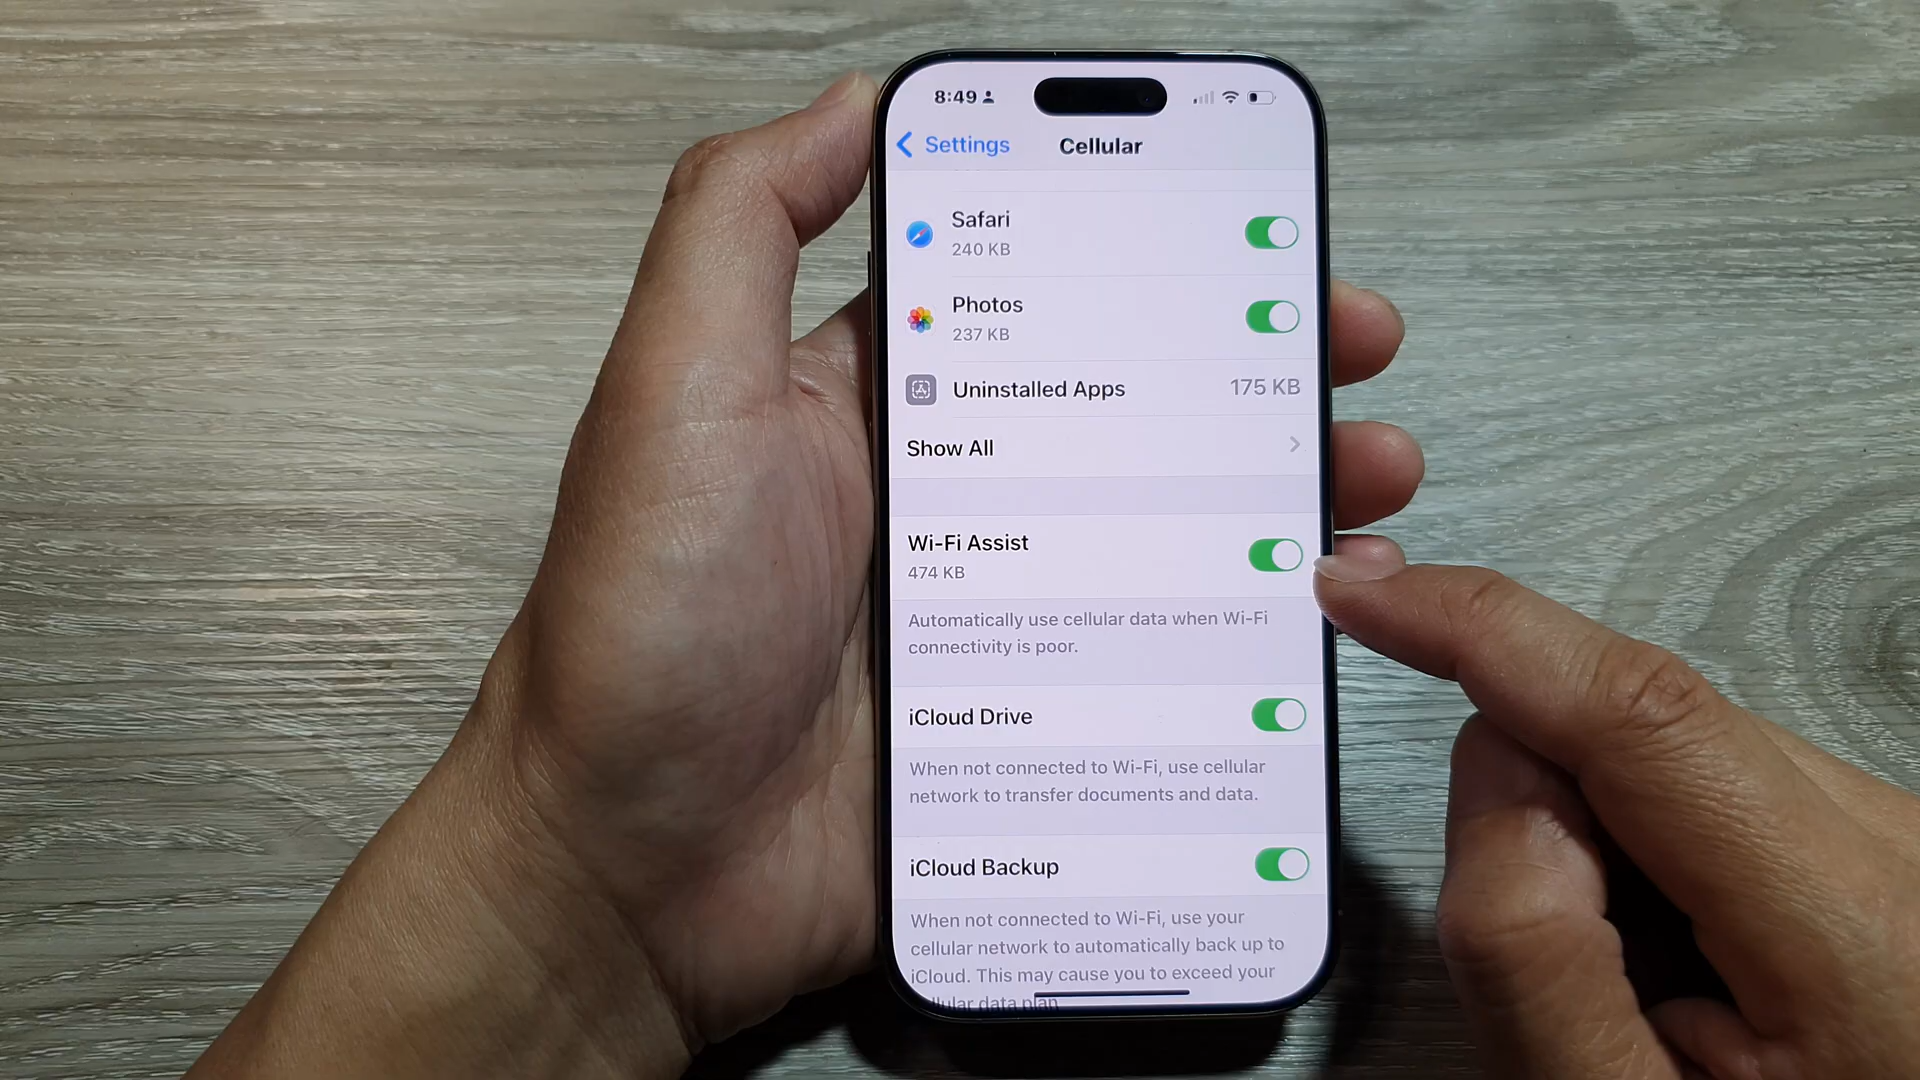 8:49
Settings
Cellular
Safari
240 KB
Photos
237 KB
Uninstalled Apps
175 KB
Show All
Wi-Fi Assist
474 KB
Automatically use cellular data when Wi-Fi
connectivity is poor.
iCloud Drive
When not connected to Wi-Fi, use cellular
network to transfer documents and data.
iCloud Backup
When not connected to Wi-Fi, use your
cellular network to automatically back up to
iCloud. This may cause you to exceed your
cellular data plan